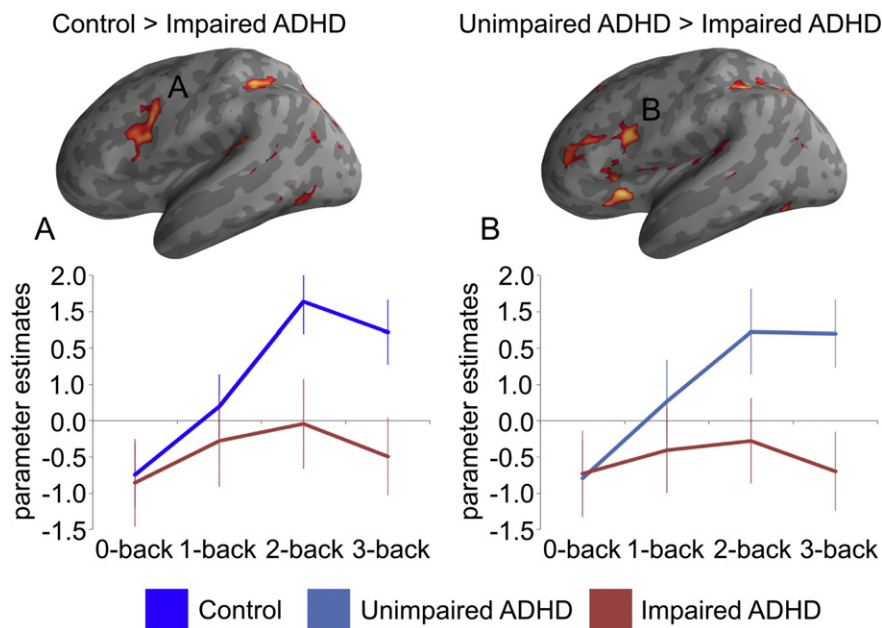 Control > Impaired ADHD
Unimpaired ADHD > Impaired ADHD
A
B
A
B
parameter estimates
2.0
1.5
0.5
1.0
0.0
-0.5
-1.0
-1.5
0-back 1-back 2-back 3-back
parameter estimates
2.0
1.5
0.5
1.0
0.0
-0.5
-1.0
-1.5
0-back 1-back 2-back 3-back
Control Unimpaired ADHD Impaired ADHD